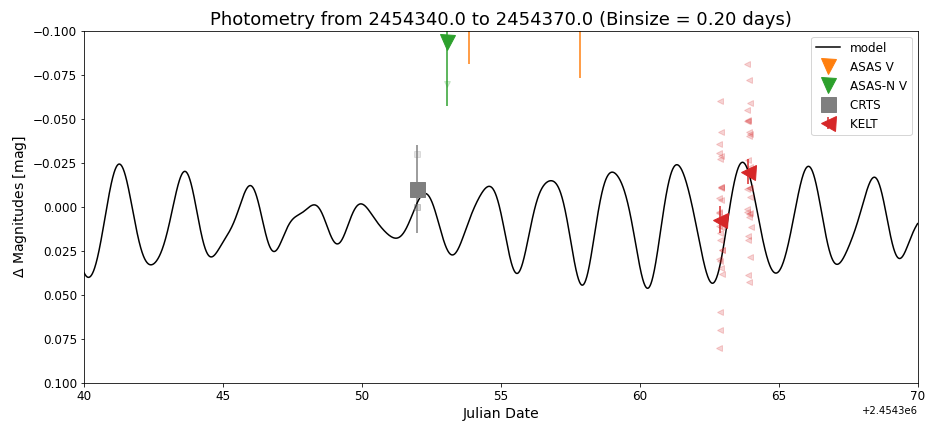 Photometry from 2454340.0 to 2454370.0 (Binsize = 0.20 days)
−0.100
−0.075
−0.050
−0.025
0.000
0.025
0.050
0.075
0.100
Δ Magnitudes [mag]
model
ASAS V
ASAS-N V
CRTS
KELT
40
45
50
55
60
65
70
Julian Date
+2.4543e6